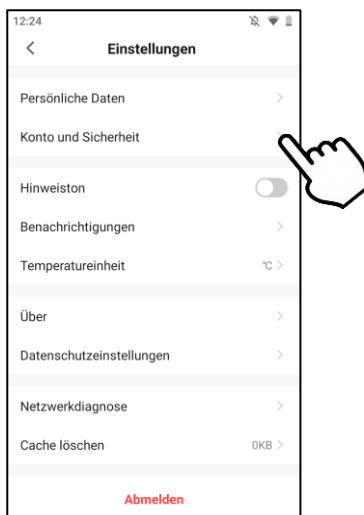 12:24
Einstellungen
Persönliche Daten
Konto und Sicherheit
Hinweiston
Benachrichtigungen
Temperatureinheit °C
Über
Datenschutzeinstellungen
Netzwerkdiagnose
Cache löschen 0KB
Abmelden